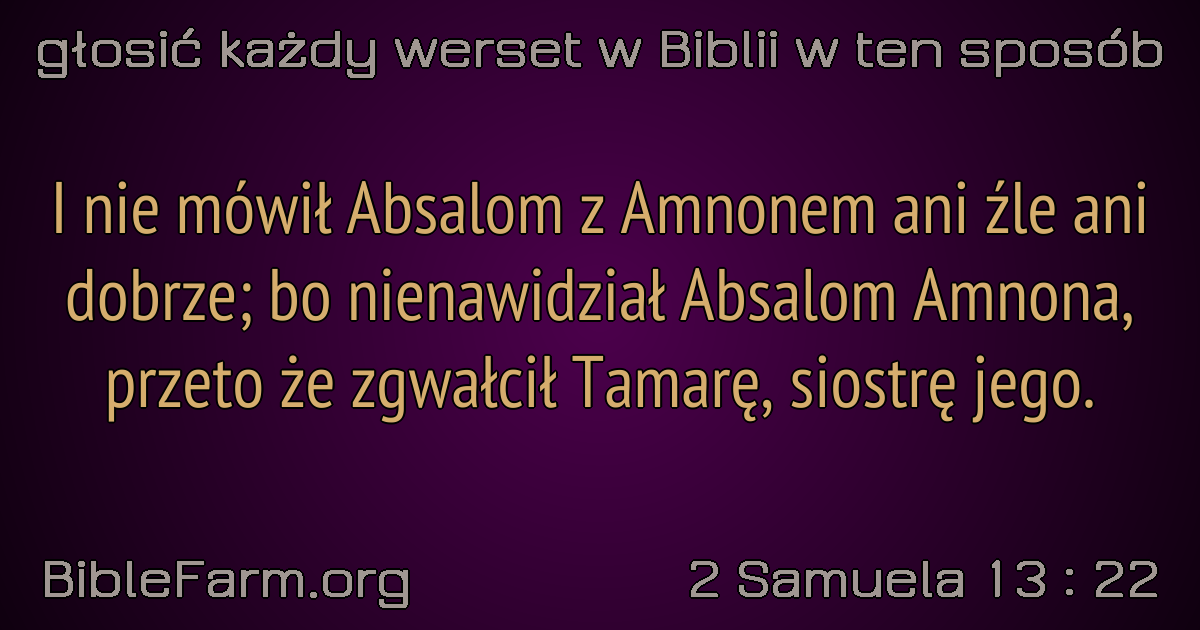 głosić każdy werset w Biblii w ten sposób
I nie mówił Absalom z Amnonem ani źle ani
dobrze; bo nienawidział Absalom Amnona,
przeto że zgwałcił Tamarę, siostrę jego.
BibleFarm.org
2 Samuela 13 : 22